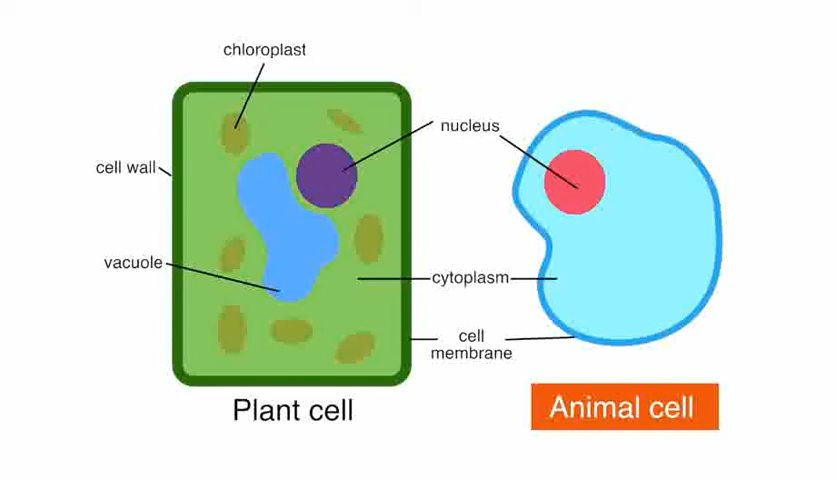 chloroplast
nucleus
cell wall
vacuole
cytoplasm
cell
membrane
Plant cell
Animal cell